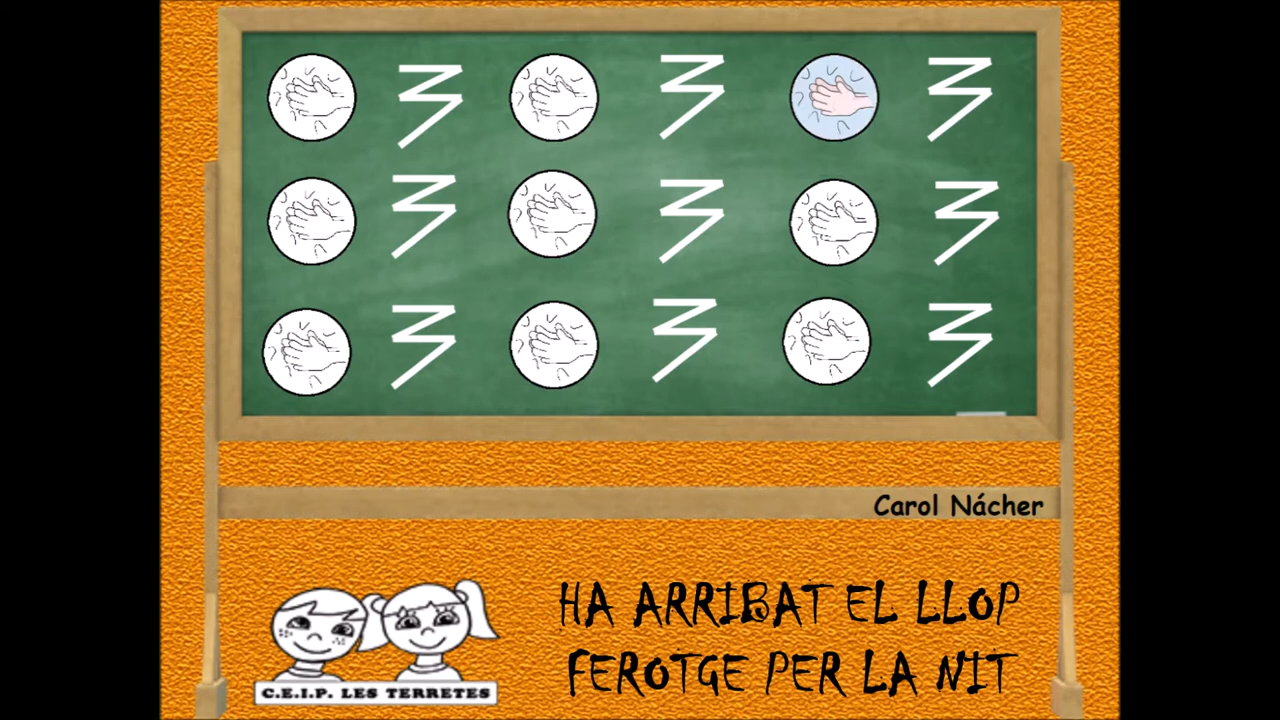 Carol Nácher
HA ARRIBAT EL LLOP
FEROTGE PER LA NIT
C.E.I.P. LES TERRETES